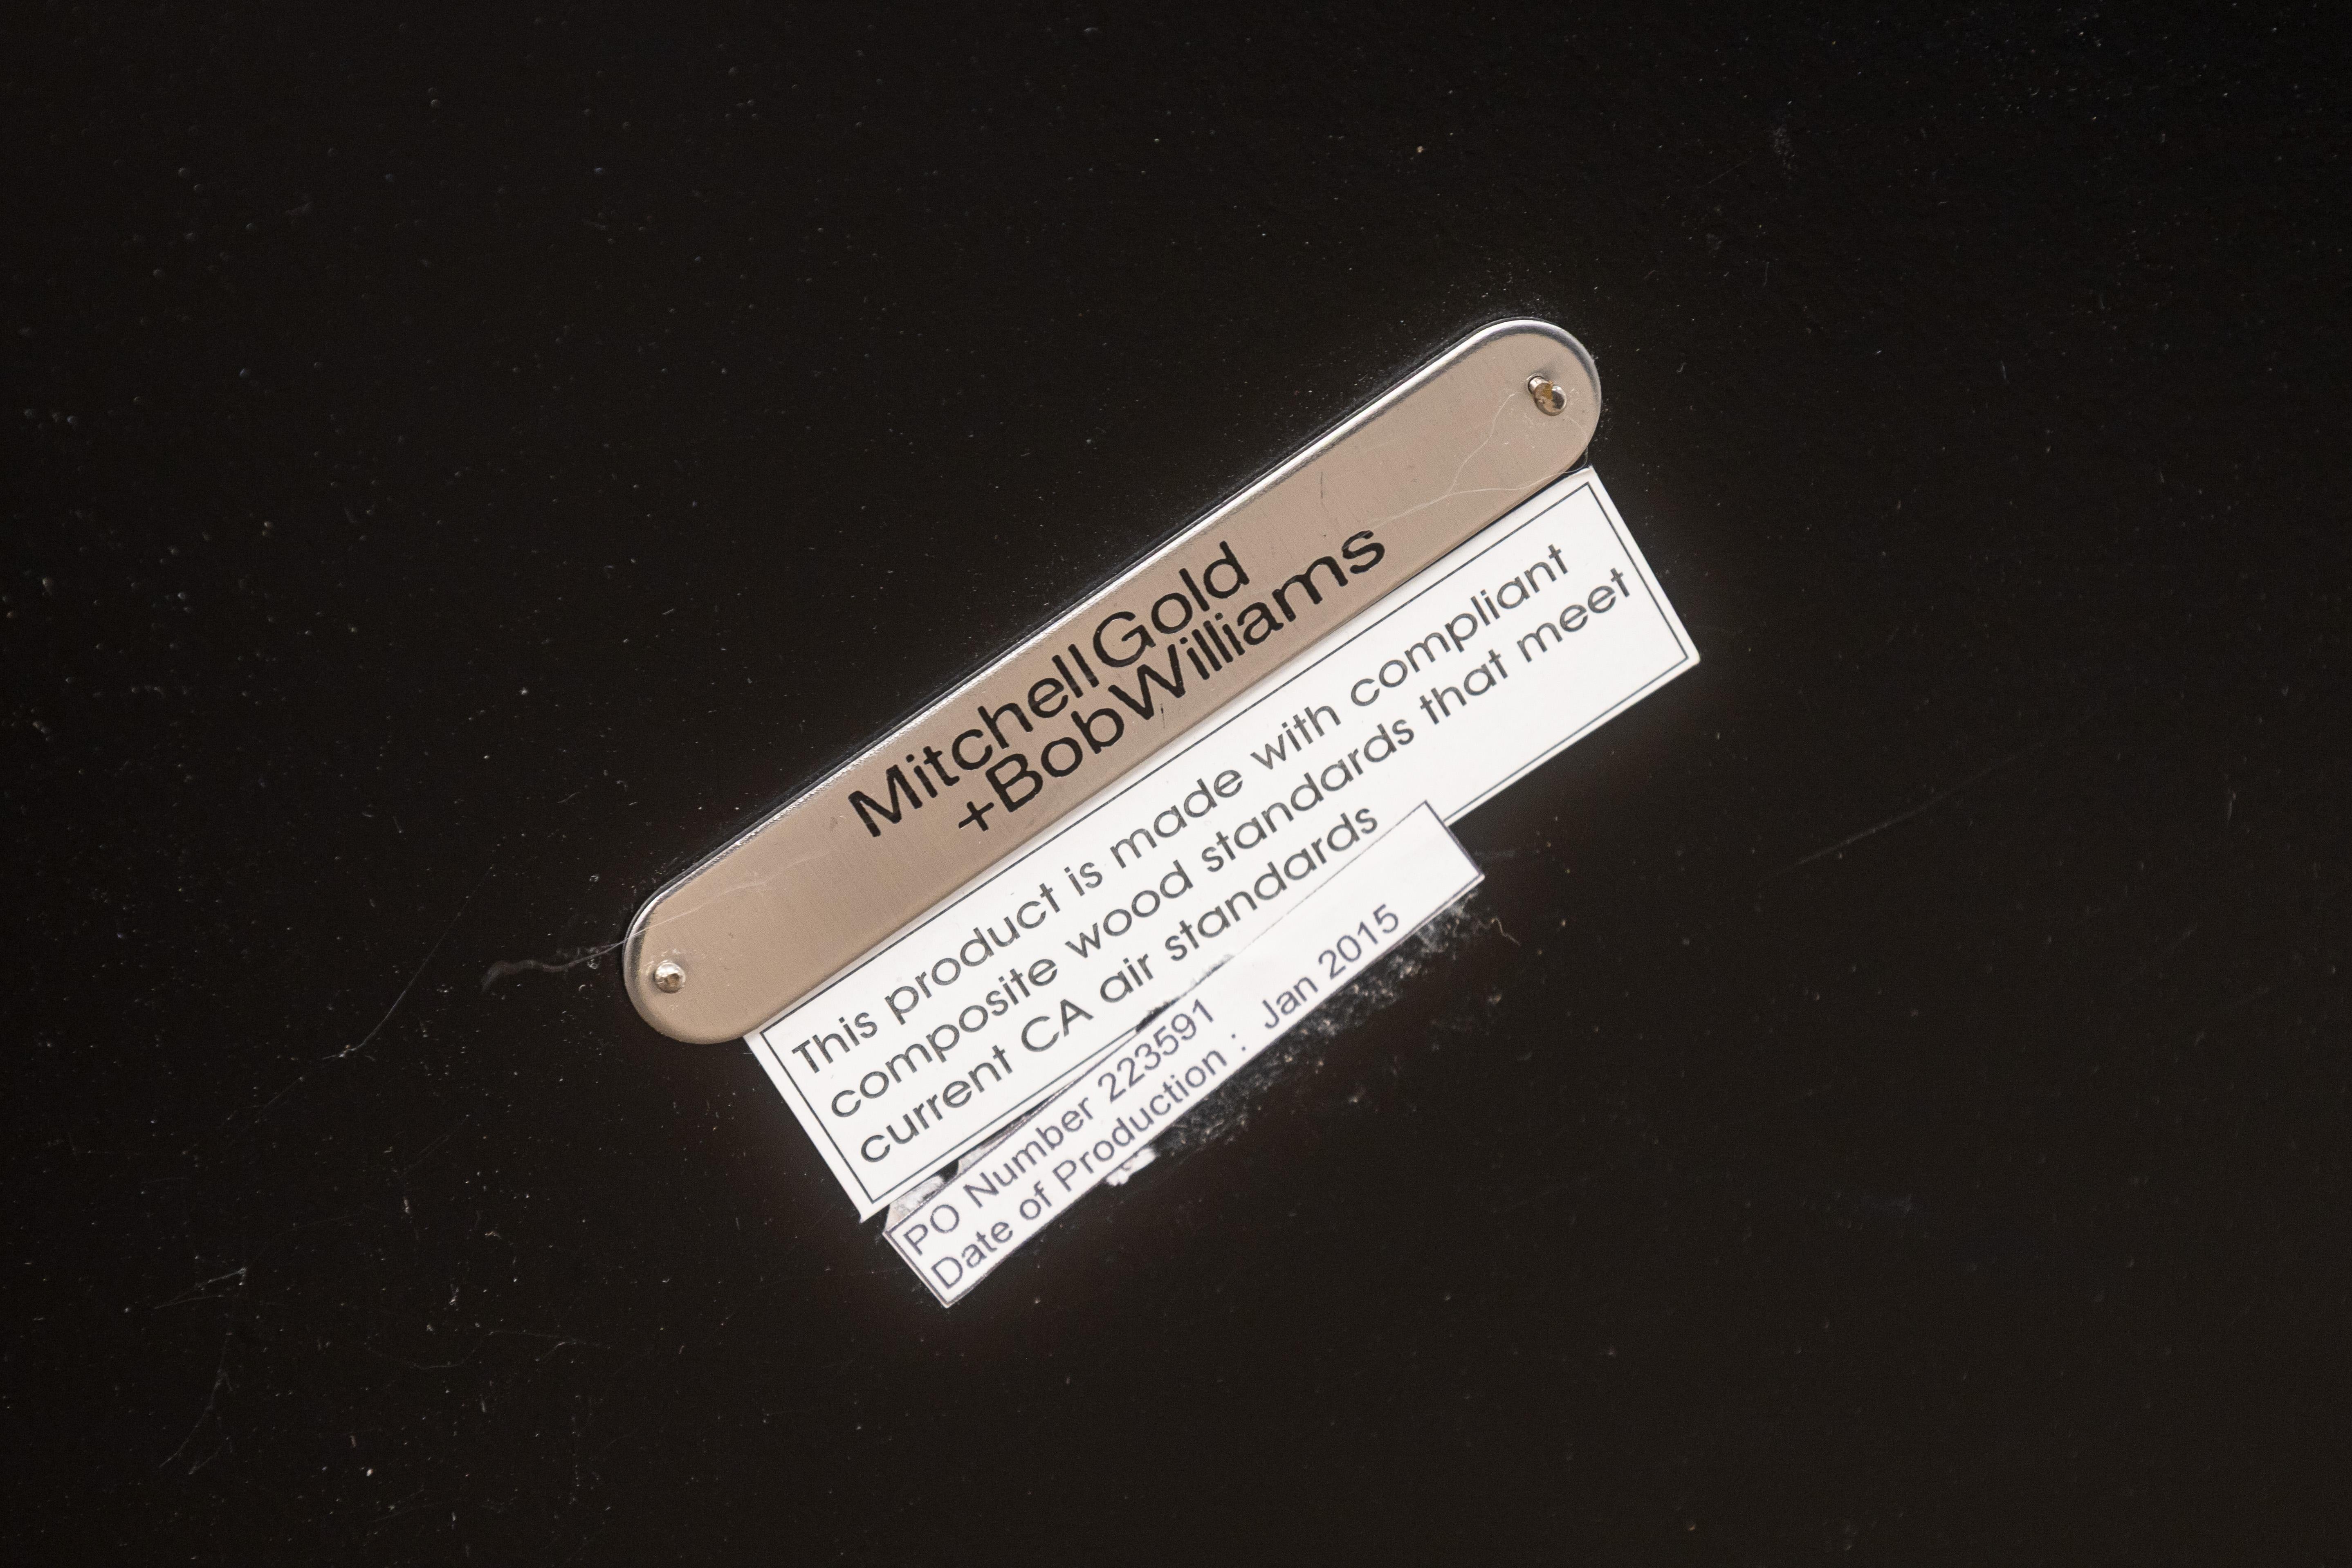 MitchellGold
+BobWilliams
This product is made with compliant
composite wood standards that meet
current CA air standards
PO Number 223591
Date of Production : Jan 2015